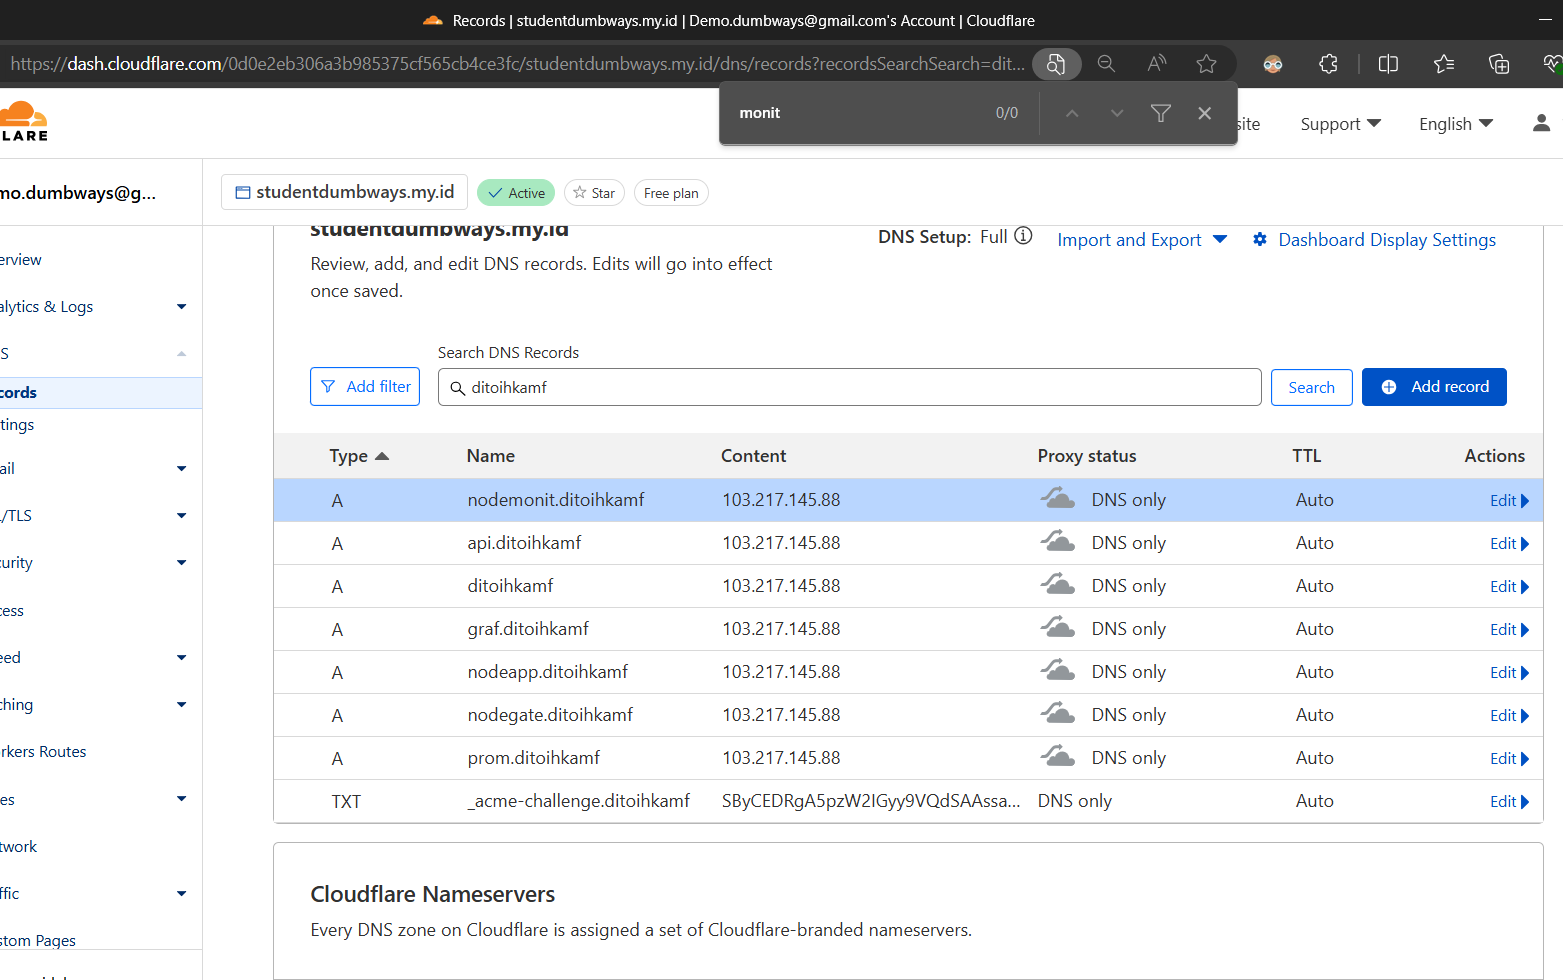 Records | studentdumbways.my.id | Demo.dumbways@gmail.com's Account | Cloudflare
https://dash.cloudflare.com/0d0e2eb306a3b985375cf565cb4ce3fc/studentdumbways.my.id/dns/records?recordsSearchSearch=dit...
monit 0/0
LARE
site Support English
mo.dumbways@g...
studentdumbways.my.id Active Star Free plan
erview
alytics & Logs
S
cords
tings
ail
/TLS
curity
cess
eed
ching
rkers Routes
es
twork
ffic
stom Pages
studentdumbways.my.id
DNS Setup: Full Import and Export Dashboard Display Settings
Review, add, and edit DNS records. Edits will go into effect
once saved.
Search DNS Records
Add filter ditoihkamf Search Add record
Type Name Content Proxy status TTL Actions
A nodemonit.ditoihkamf 103.217.145.88 DNS only Auto Edit
A api.ditoihkamf 103.217.145.88 DNS only Auto Edit
A ditoihkamf 103.217.145.88 DNS only Auto Edit
A graf.ditoihkamf 103.217.145.88 DNS only Auto Edit
A nodeapp.ditoihkamf 103.217.145.88 DNS only Auto Edit
A nodegate.ditoihkamf 103.217.145.88 DNS only Auto Edit
A prom.ditoihkamf 103.217.145.88 DNS only Auto Edit
TXT _acme-challenge.ditoihkamf SByCEDRgA5pzW2IGyy9VQdSAAssa... DNS only Auto Edit
Cloudflare Nameservers
Every DNS zone on Cloudflare is assigned a set of Cloudflare-branded nameservers.